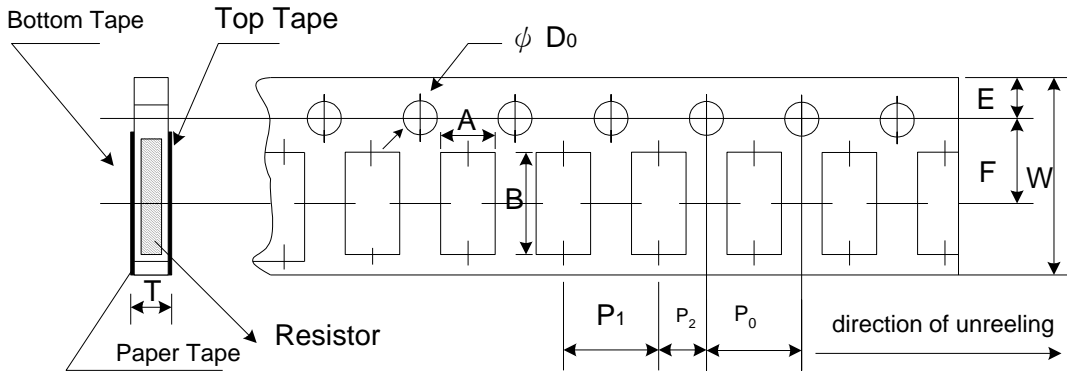 Bottom Tape
Top Tape
ϕ D0
E
A
F
W
B
T
P1
P2
P0
Resistor
direction of unreeling
Paper Tape